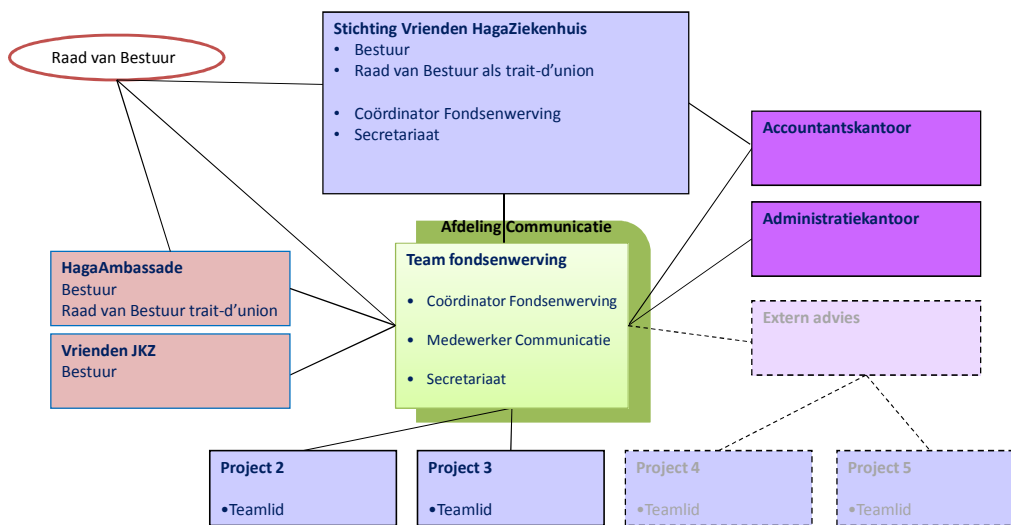 Raad van Bestuur
Stichting Vrienden HagaZiekenhuis
• Bestuur
• Raad van Bestuur als trait-d’union
• Coördinator Fondsenwerving
• Secretariaat
Accountantskantoor
Administratiekantoor
Afdeling Communicatie
Team fondsenwerving
• Coördinator Fondsenwerving
• Medewerker Communicatie
• Secretariaat
HagaAmbassade
Bestuur
Raad van Bestuur trait-d’union
Vrienden JKZ
Bestuur
Extern advies
Project 2
•Teamlid
Project 3
•Teamlid
Project 4
•Teamlid
Project 5
•Teamlid